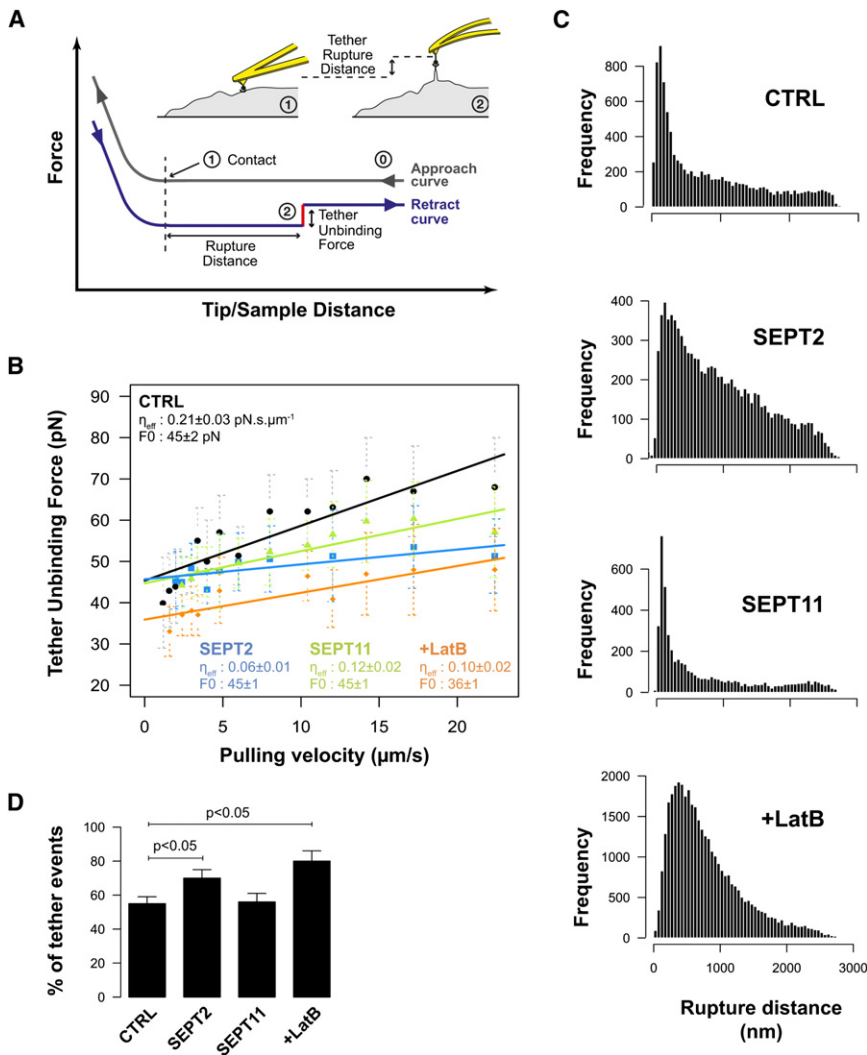 A
Tether
Rupture
Distance
①
②
Force
① Contact
⓪
Approach
curve
②
Retract
curve
Tether
Unbinding
Force
Rupture
Distance
Tip/Sample Distance
B
Tether Unbinding Force (pN)
90
80
70
60
50
40
30
20
CTRL
ηeff : 0.21±0.03 pN.s.µm⁻¹
F0 : 45±2 pN
SEPT2
ηeff : 0.06±0.01
F0 : 45±1
SEPT11
ηeff : 0.12±0.02
F0 : 45±1
+LatB
ηeff : 0.10±0.02
F0 : 36±1
0 5 10 15 20
Pulling velocity (µm/s)
C
Frequency
800
600
400
200
0
CTRL
Frequency
400
300
200
100
0
SEPT2
Frequency
600
400
200
0
SEPT11
Frequency
2000
1500
1000
500
0
+LatB
0 1000 2000 3000
Rupture distance
(nm)
D
% of tether events
100
80
60
40
20
0
p<0.05
p<0.05
CTRL
SEPT2
SEPT11
+LatB